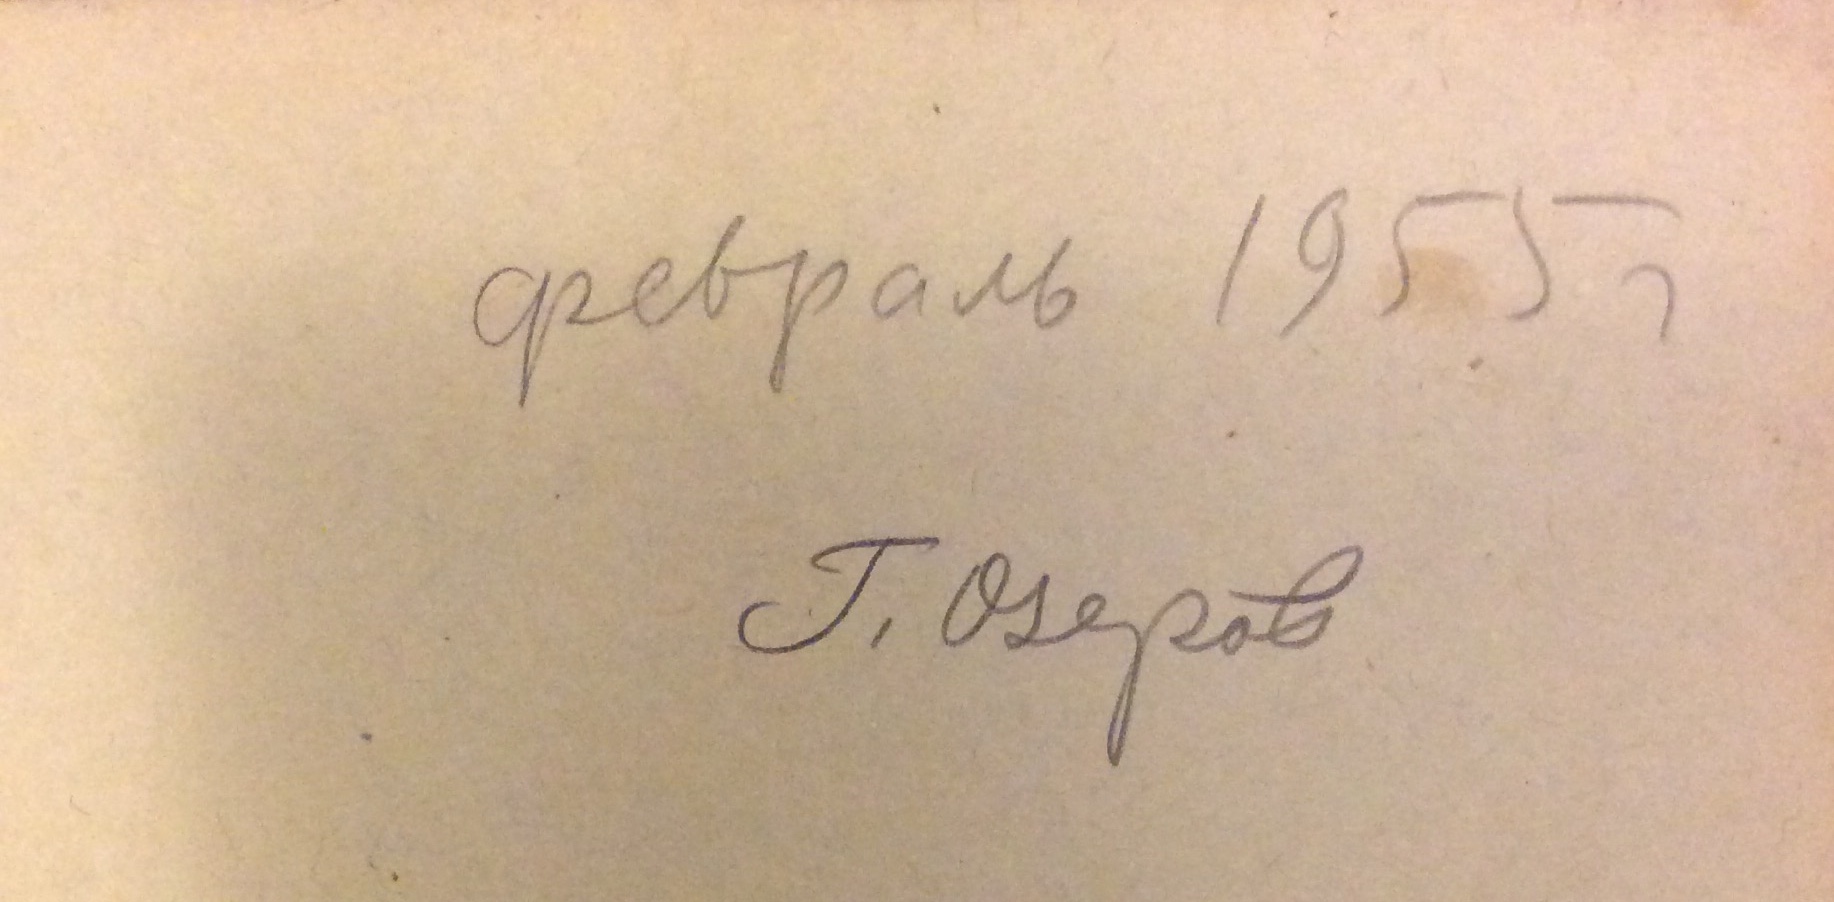 февраль 1955 г
Г. Озеров